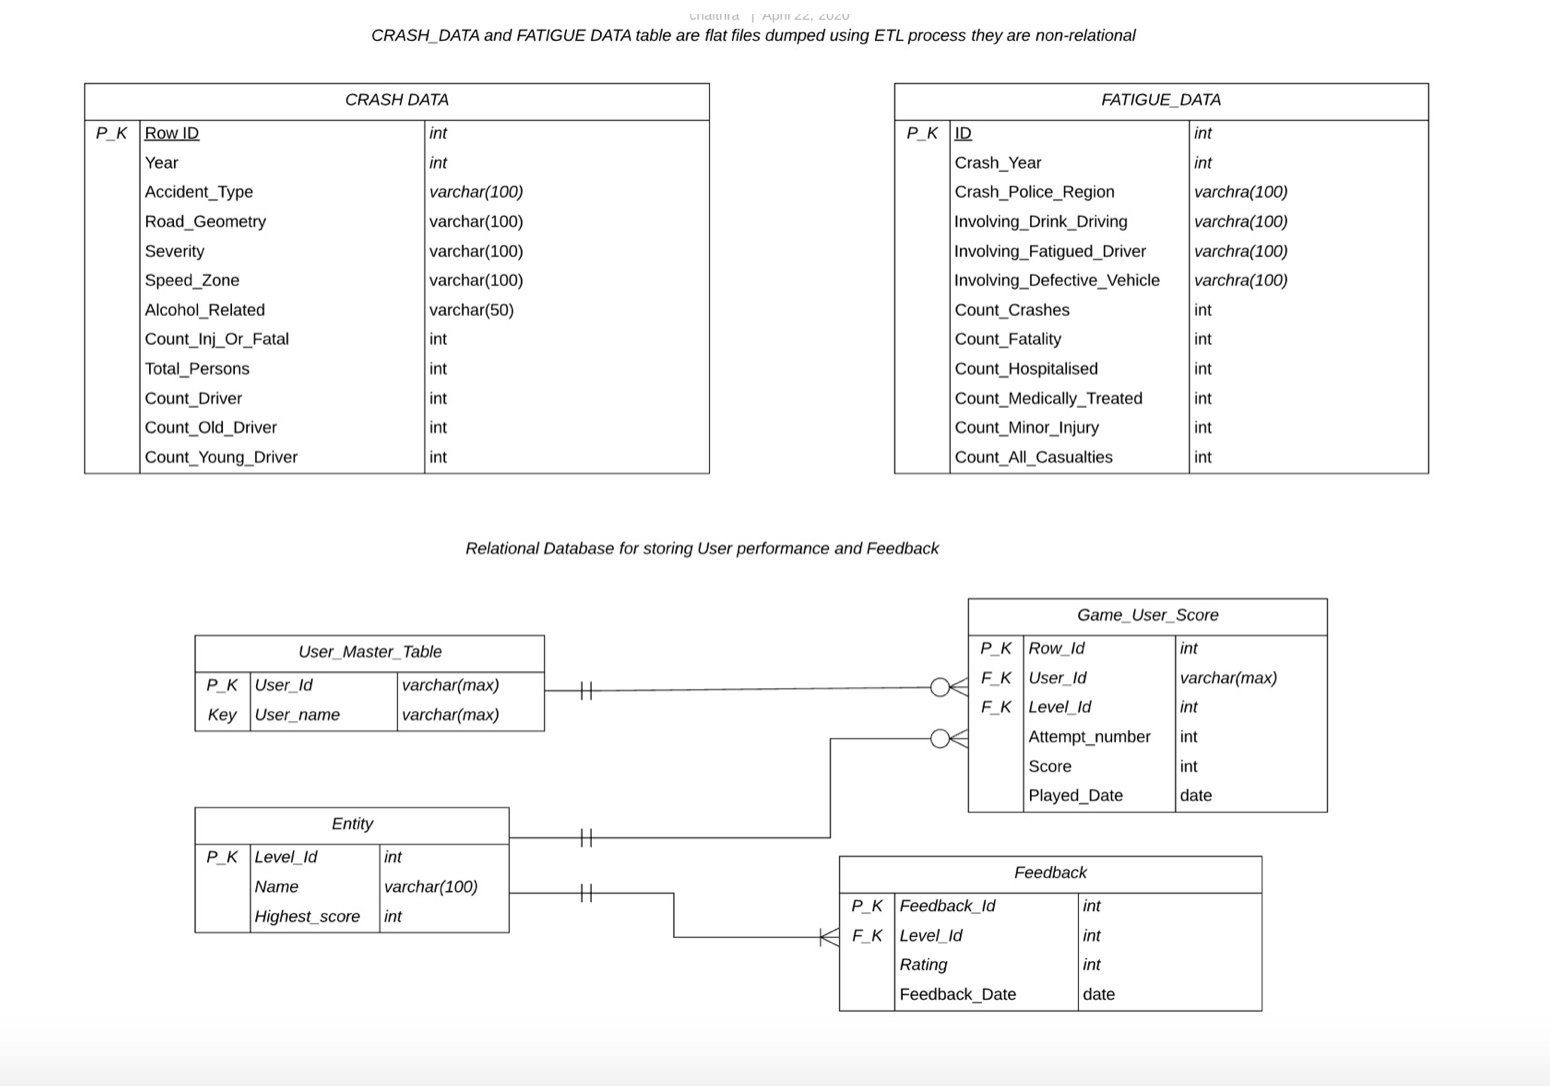 chaithra | April 22, 2020
CRASH_DATA and FATIGUE DATA table are flat files dumped using ETL process they are non-relational
CRASH DATA
P_K Row ID int
Year int
Accident_Type varchar(100)
Road_Geometry varchar(100)
Severity varchar(100)
Speed_Zone varchar(100)
Alcohol_Related varchar(50)
Count_Inj_Or_Fatal int
Total_Persons int
Count_Driver int
Count_Old_Driver int
Count_Young_Driver int
FATIGUE_DATA
P_K ID int
Crash_Year int
Crash_Police_Region varchra(100)
Involving_Drink_Driving varchra(100)
Involving_Fatigued_Driver varchra(100)
Involving_Defective_Vehicle varchra(100)
Count_Crashes int
Count_Fatality int
Count_Hospitalised int
Count_Medically_Treated int
Count_Minor_Injury int
Count_All_Casualties int
Relational Database for storing User performance and Feedback
User_Master_Table
P_K User_Id varchar(max)
Key User_name varchar(max)
Game_User_Score
P_K Row_Id int
F_K User_Id varchar(max)
F_K Level_Id int
Attempt_number int
Score int
Played_Date date
Entity
P_K Level_Id int
Name varchar(100)
Highest_score int
Feedback
P_K Feedback_Id int
F_K Level_Id int
Rating int
Feedback_Date date